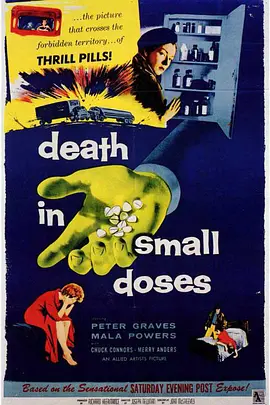 ...the picture
that crosses the
forbidden territory...of
THRILL PILLS!
death
in
small
doses
PETER GRAVES
MALA POWERS
CHUCK CONNORS • MERRY ANDERS
AN ALLIED ARTISTS PICTURE
Based on the Sensational SATURDAY EVENING POST Expose!